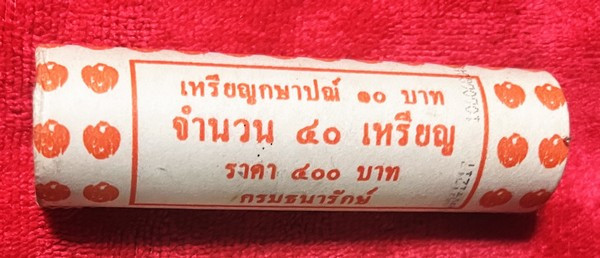 เหรียญกษาปณ์ ๑๐ บาท
จำนวน ๔๐ เหรียญ
ราคา ๔๐๐ บาท
กรมธนารักษ์